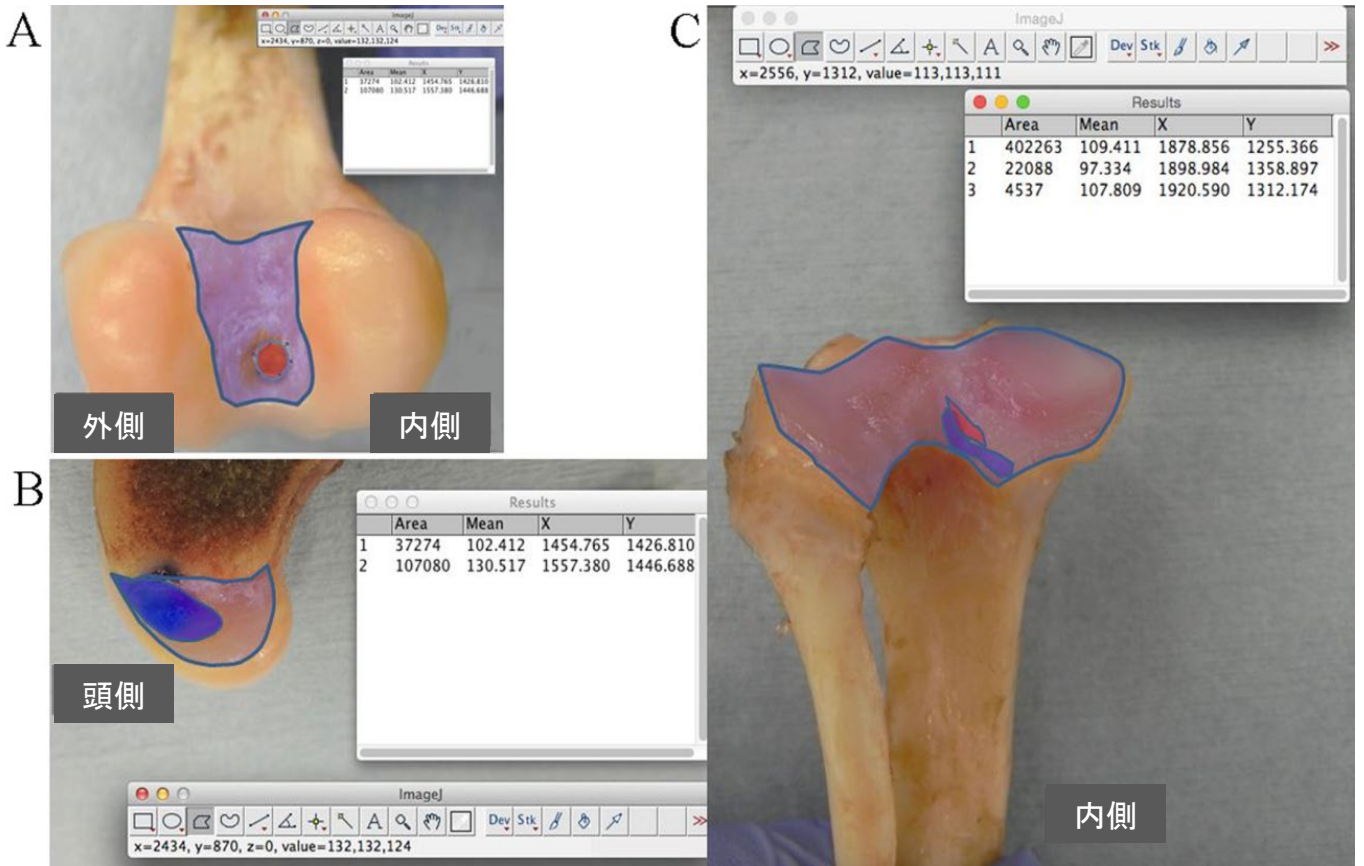 A
ImageJ
Dev Stk
x=2434, y=870, z=0, value=132,132,124
Results
Area Mean X Y
1 37274 102.412 1454.765 1426.810
2 107080 130.517 1557.380 1446.688
外側
内側
B
Results
Area Mean X Y
1 37274 102.412 1454.765 1426.810
2 107080 130.517 1557.380 1446.688
頭側
ImageJ
A Dev Stk >>
x=2434, y=870, z=0, value=132,132,124
C
ImageJ
A Dev Stk >>
x=2556, y=1312, value=113,113,111
Results
Area Mean X Y
1 402263 109.411 1878.856 1255.366
2 22088 97.334 1898.984 1358.897
3 4537 107.809 1920.590 1312.174
内側